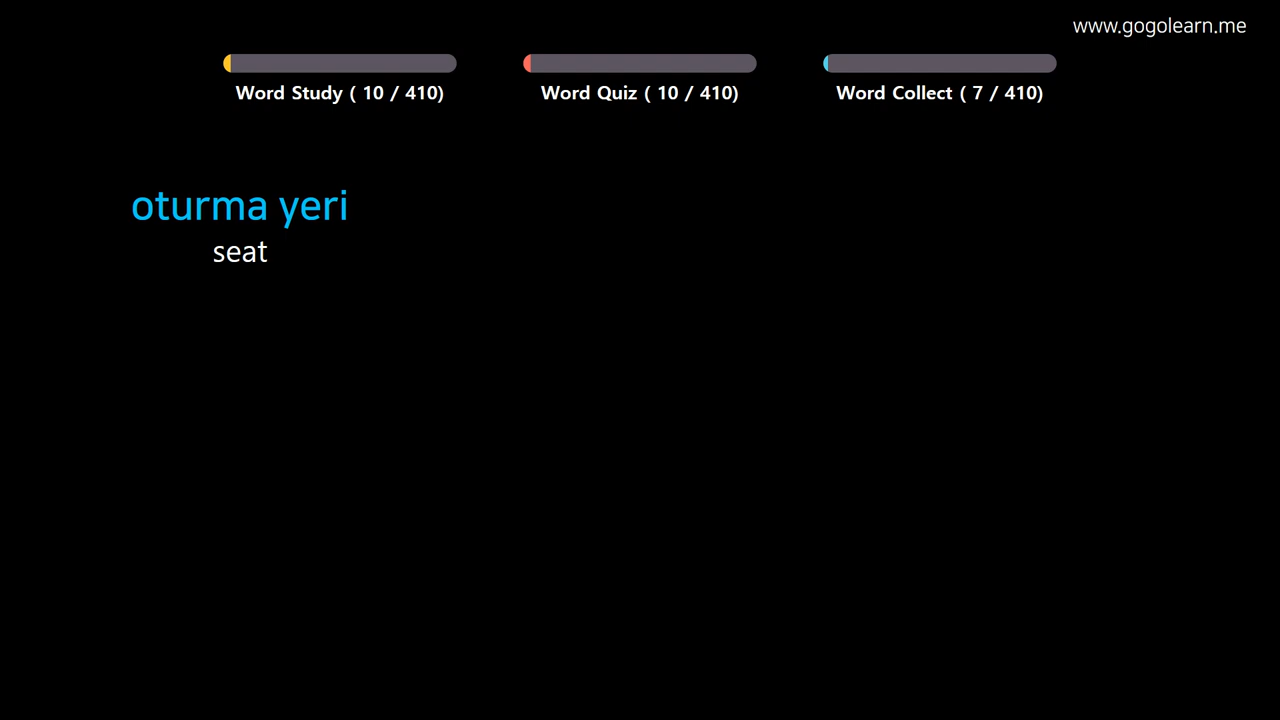 www.gogolearn.me
Word Study ( 10 / 410)
Word Quiz ( 10 / 410)
Word Collect ( 7 / 410)
oturma yeri
seat